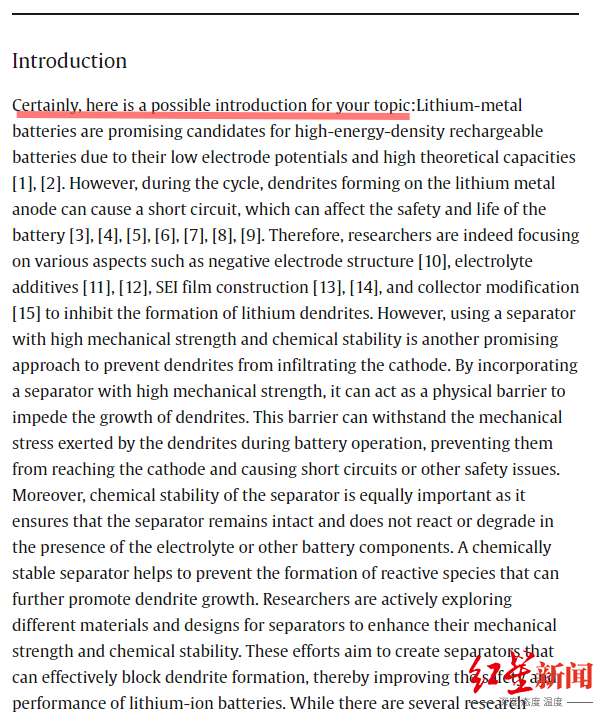 Introduction
Certainly, here is a possible introduction for your topic:Lithium-metal
batteries are promising candidates for high-energy-density rechargeable
batteries due to their low electrode potentials and high theoretical capacities
[1], [2]. However, during the cycle, dendrites forming on the lithium metal
anode can cause a short circuit, which can affect the safety and life of the
battery [3], [4], [5], [6], [7], [8], [9]. Therefore, researchers are indeed focusing
on various aspects such as negative electrode structure [10], electrolyte
additives [11], [12], SEI film construction [13], [14], and collector modification
[15] to inhibit the formation of lithium dendrites. However, using a separator
with high mechanical strength and chemical stability is another promising
approach to prevent dendrites from infiltrating the cathode. By incorporating
a separator with high mechanical strength, it can act as a physical barrier to
impede the growth of dendrites. This barrier can withstand the mechanical
stress exerted by the dendrites during battery operation, preventing them
from reaching the cathode and causing short circuits or other safety issues.
Moreover, chemical stability of the separator is equally important as it
ensures that the separator remains intact and does not react or degrade in
the presence of the electrolyte or other battery components. A chemically
stable separator helps to prevent the formation of reactive species that can
further promote dendrite growth. Researchers are actively exploring
different materials and designs for separators to enhance their mechanical
strength and chemical stability. These efforts aim to create separators that
can effectively block dendrite formation, thereby improving the safety and
performance of lithium-ion batteries. While there are several research
红星新闻
深度 态度 温度